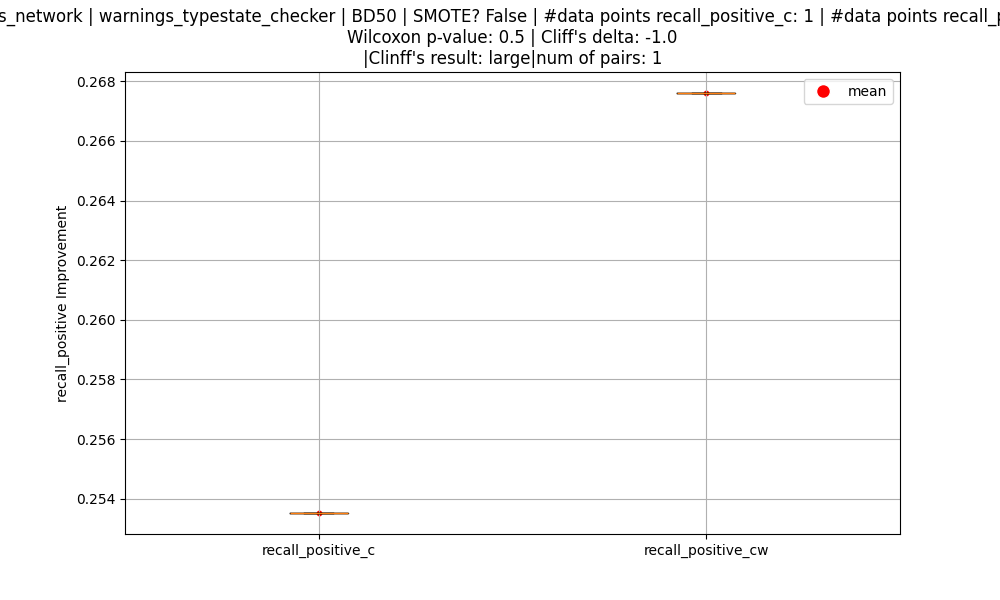 s_network | warnings_typestate_checker | BD50 | SMOTE? False | #data points recall_positive_c: 1 | #data points recall_p
Wilcoxon p-value: 0.5 | Cliff's delta: -1.0
|Clinff's result: large|num of pairs: 1
mean
0.268
0.266
0.264
0.262
0.260
0.258
0.256
0.254
recall_positive Improvement
recall_positive_c
recall_positive_cw